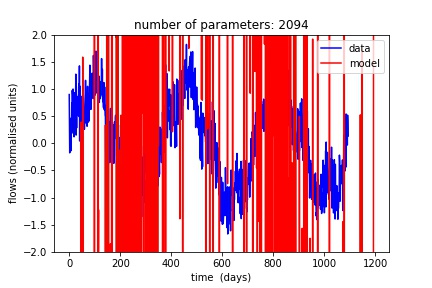 number of parameters: 2094
data
model
2.0
1.5
1.0
0.5
0.0
−0.5
−1.0
−1.5
−2.0
flows (normalised units)
0 200 400 600 800 1000 1200
time (days)